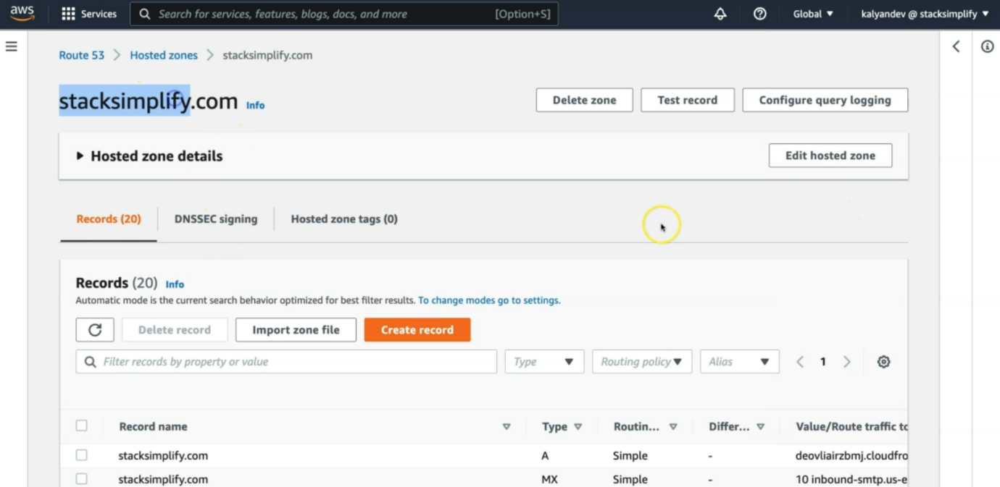 aws Services Search for services, features, blogs, docs, and more [Option+S] Global ▼ kalyandev @ stacksimplify ▼
Route 53 > Hosted zones > stacksimplify.com
stacksimplify.com Info Delete zone Test record Configure query logging
Hosted zone details Edit hosted zone
Records (20) DNSSEC signing Hosted zone tags (0)
Records (20) Info
Automatic mode is the current search behavior optimized for best filter results. To change modes go to settings.
Delete record Import zone file Create record
Filter records by property or value Type ▼ Routing policy ▼ Alias ▼ < 1 >
Record name Type Routin... Differ... Value/Route traffic to
stacksimplify.com A Simple - deovliairzbmj.cloudfro
stacksimplify.com MX Simple - 10 inbound-smtp.us-e